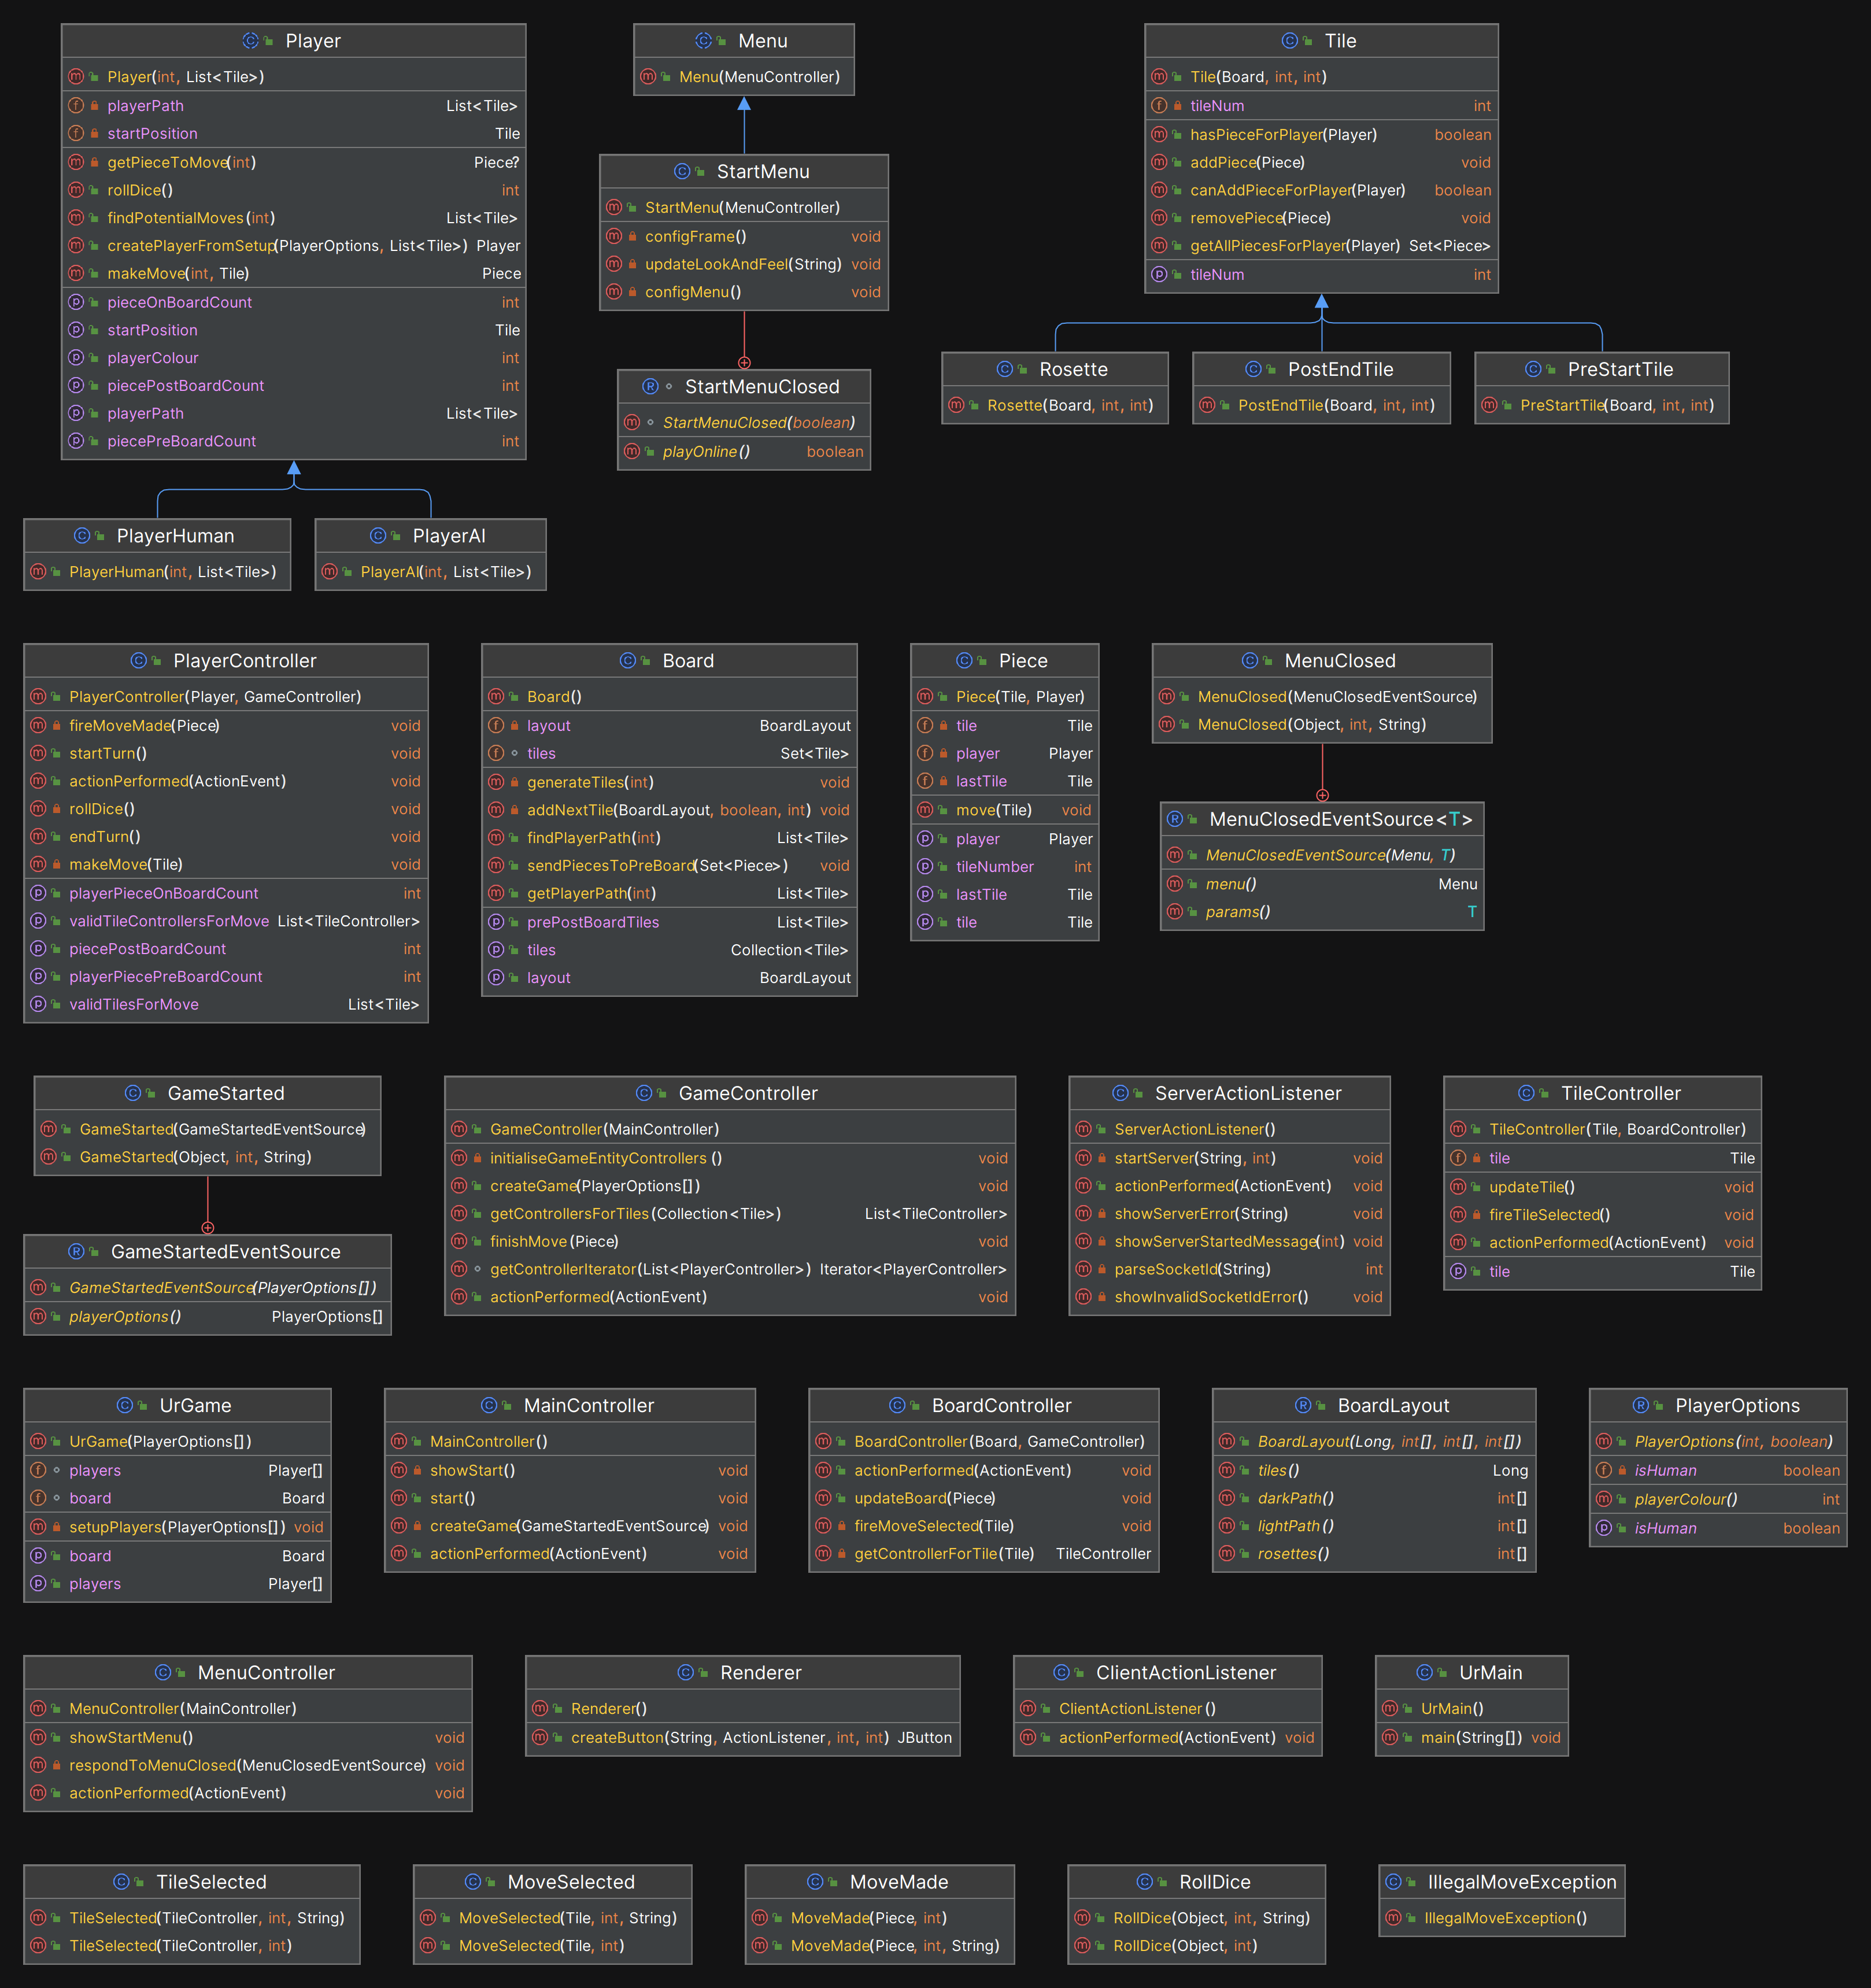 Player
Player(int, List<Tile>)
playerPath List<Tile>
startPosition Tile
getPieceToMove(int) Piece?
rollDice() int
findPotentialMoves(int) List<Tile>
createPlayerFromSetup(PlayerOptions, List<Tile>) Player
makeMove(int, Tile) Piece
pieceOnBoardCount int
startPosition Tile
playerColour int
piecePostBoardCount int
playerPath List<Tile>
piecePreBoardCount int
Menu
Menu(MenuController)
StartMenu
StartMenu(MenuController)
configFrame() void
updateLookAndFeel(String) void
configMenu() void
StartMenuClosed
StartMenuClosed(boolean)
playOnline() boolean
Tile
Tile(Board, int, int)
tileNum int
hasPieceForPlayer(Player) boolean
addPiece(Piece) void
canAddPieceForPlayer(Player) boolean
removePiece(Piece) void
getAllPiecesForPlayer(Player) Set<Piece>
tileNum int
Rosette
Rosette(Board, int, int)
PostEndTile
PostEndTile(Board, int, int)
PreStartTile
PreStartTile(Board, int, int)
PlayerHuman
PlayerHuman(int, List<Tile>)
PlayerAI
PlayerAI(int, List<Tile>)
PlayerController
PlayerController(Player, GameController)
fireMoveMade(Piece) void
startTurn() void
actionPerformed(ActionEvent) void
rollDice() void
endTurn() void
makeMove(Tile) void
playerPieceOnBoardCount int
validTileControllersForMove List<TileController>
piecePostBoardCount int
playerPiecePreBoardCount int
validTilesForMove List<Tile>
Board
Board()
layout BoardLayout
tiles Set<Tile>
generateTiles(int) void
addNextTile(BoardLayout, boolean, int) void
findPlayerPath(int) List<Tile>
sendPiecesToPreBoard(Set<Piece>) void
getPlayerPath(int) List<Tile>
prePostBoardTiles List<Tile>
tiles Collection<Tile>
layout BoardLayout
Piece
Piece(Tile, Player)
tile Tile
player Player
lastTile Tile
move(Tile) void
player Player
tileNumber int
lastTile Tile
tile Tile
MenuClosed
MenuClosed(MenuClosedEventSource)
MenuClosed(Object, int, String)
MenuClosedEventSource<T>
MenuClosedEventSource(Menu, T)
menu() Menu
params() T
GameStarted
GameStarted(GameStartedEventSource)
GameStarted(Object, int, String)
GameStartedEventSource
GameStartedEventSource(PlayerOptions[])
playerOptions() PlayerOptions[]
GameController
GameController(MainController)
initialiseGameEntityControllers () void
createGame(PlayerOptions[]) void
getControllersForTiles(Collection<Tile>) List<TileController>
finishMove(Piece) void
getControllerIterator(List<PlayerController>) Iterator<PlayerController>
actionPerformed(ActionEvent) void
ServerActionListener
ServerActionListener()
startServer(String, int) void
actionPerformed(ActionEvent) void
showServerError(String) void
showServerStartedMessage(int) void
parseSocketId(String) int
showInvalidSocketIdError() void
TileController
TileController(Tile, BoardController)
tile Tile
updateTile() void
fireTileSelected() void
actionPerformed(ActionEvent) void
tile Tile
UrGame
UrGame(PlayerOptions[])
players Player[]
board Board
setupPlayers(PlayerOptions[]) void
board Board
players Player[]
MainController
MainController()
showStart() void
start() void
createGame(GameStartedEventSource) void
actionPerformed(ActionEvent) void
BoardController
BoardController(Board, GameController)
actionPerformed(ActionEvent) void
updateBoard(Piece) void
fireMoveSelected(Tile) void
getControllerForTile(Tile) TileController
BoardLayout
BoardLayout(Long, int[], int[], int[])
tiles() Long
darkPath() int[]
lightPath() int[]
rosettes() int[]
PlayerOptions
PlayerOptions(int, boolean)
isHuman boolean
playerColour() int
isHuman boolean
MenuController
MenuController(MainController)
showStartMenu() void
respondToMenuClosed(MenuClosedEventSource) void
actionPerformed(ActionEvent) void
Renderer
Renderer()
createButton(String, ActionListener, int, int) JButton
ClientActionListener
ClientActionListener()
actionPerformed(ActionEvent) void
UrMain
UrMain()
main(String[]) void
TileSelected
TileSelected(TileController, int, String)
TileSelected(TileController, int)
MoveSelected
MoveSelected(Tile, int, String)
MoveSelected(Tile, int)
MoveMade
MoveMade(Piece, int)
MoveMade(Piece, int, String)
RollDice
RollDice(Object, int, String)
RollDice(Object, int)
IllegalMoveException
IllegalMoveException()